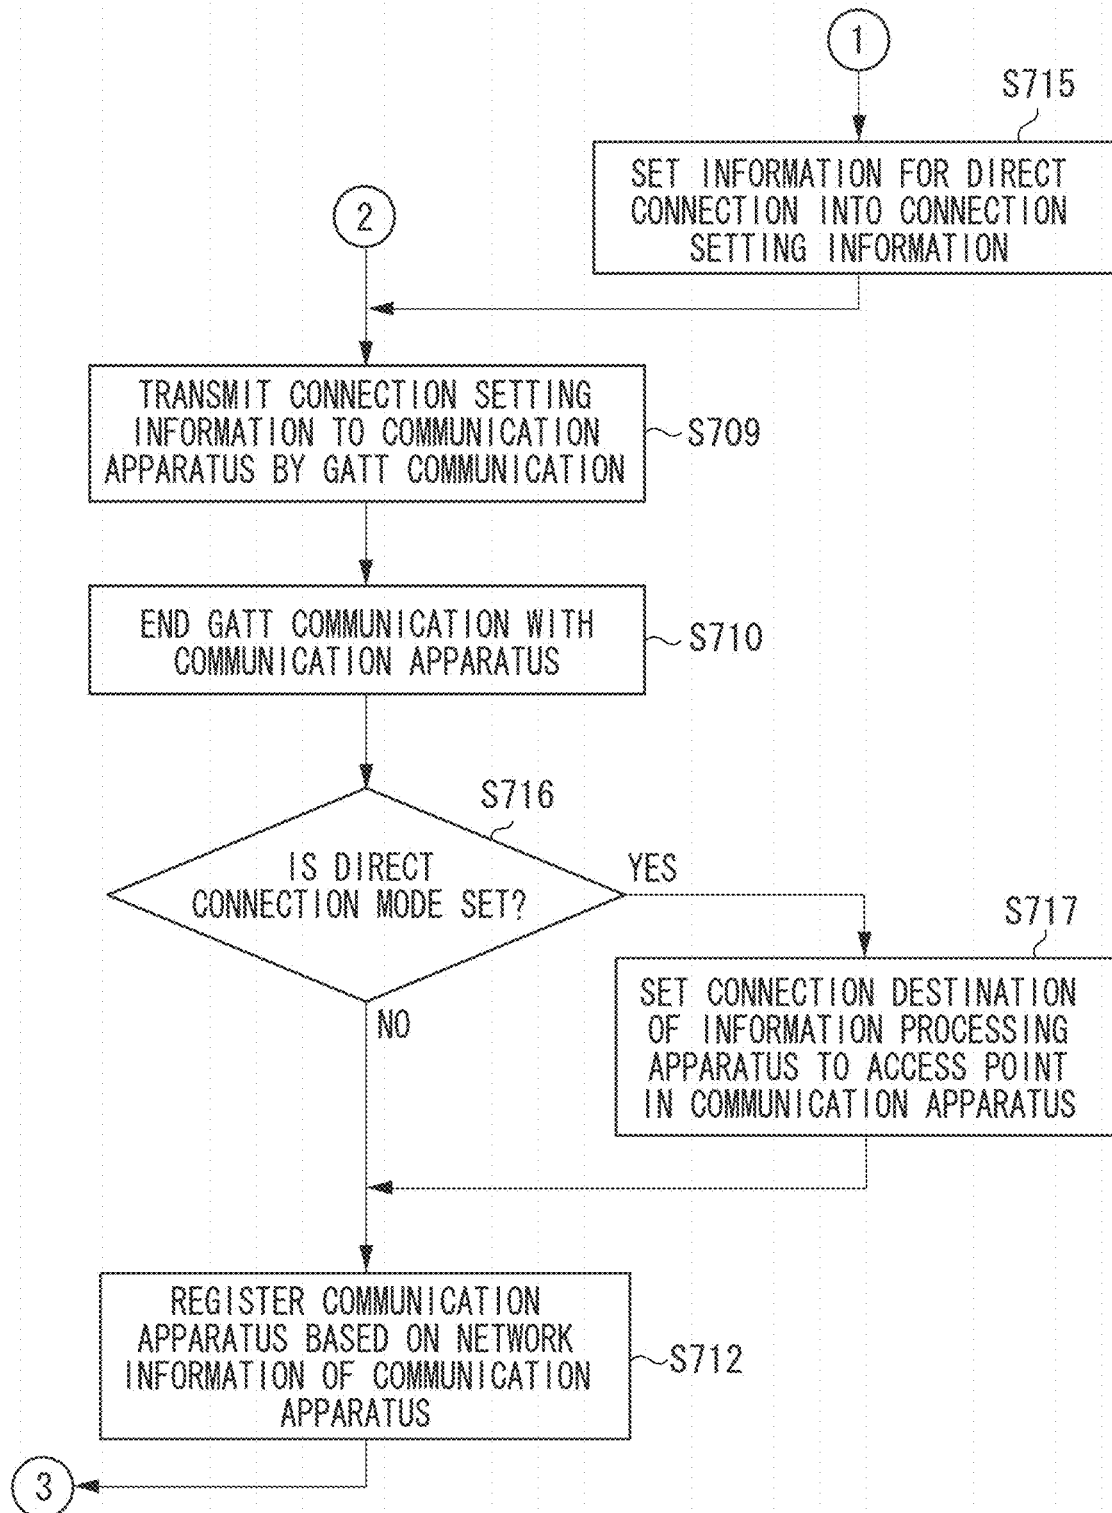 1
S715
SET INFORMATION FOR DIRECT
CONNECTION INTO CONNECTION
SETTING INFORMATION
2
TRANSMIT CONNECTION SETTING
INFORMATION TO COMMUNICATION
APPARATUS BY GATT COMMUNICATION
S709
END GATT COMMUNICATION WITH
COMMUNICATION APPARATUS
S710
S716
IS DIRECT
CONNECTION MODE SET?
YES
NO
S717
SET CONNECTION DESTINATION
OF INFORMATION PROCESSING
APPARATUS TO ACCESS POINT
IN COMMUNICATION APPARATUS
REGISTER COMMUNICATION
APPARATUS BASED ON NETWORK
INFORMATION OF COMMUNICATION
APPARATUS
S712
3